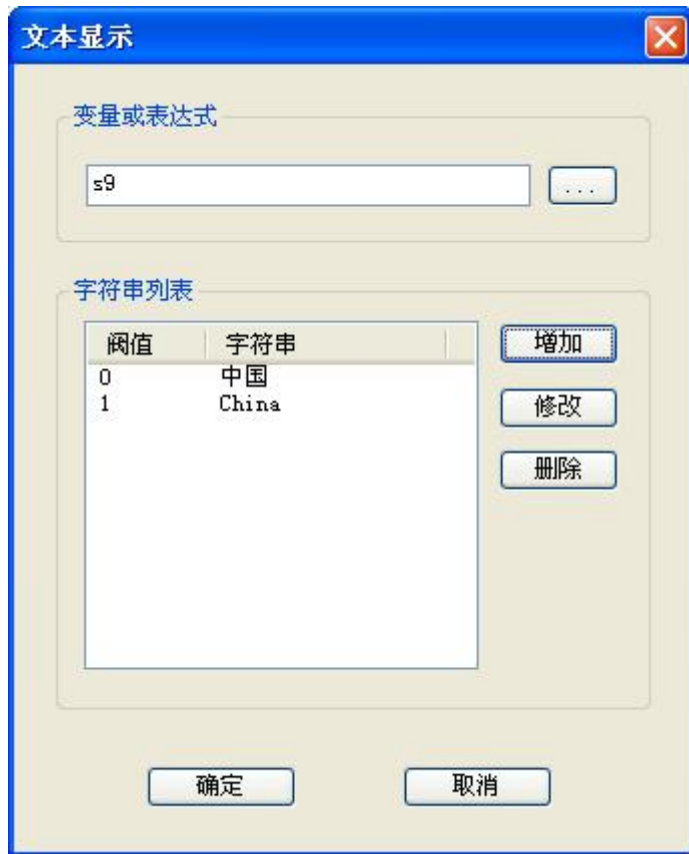 文本显示
变量或表达式
s9
...
字符串列表
阀值 字符串
增加
0 中国
1 China
修改
删除
确定 取消